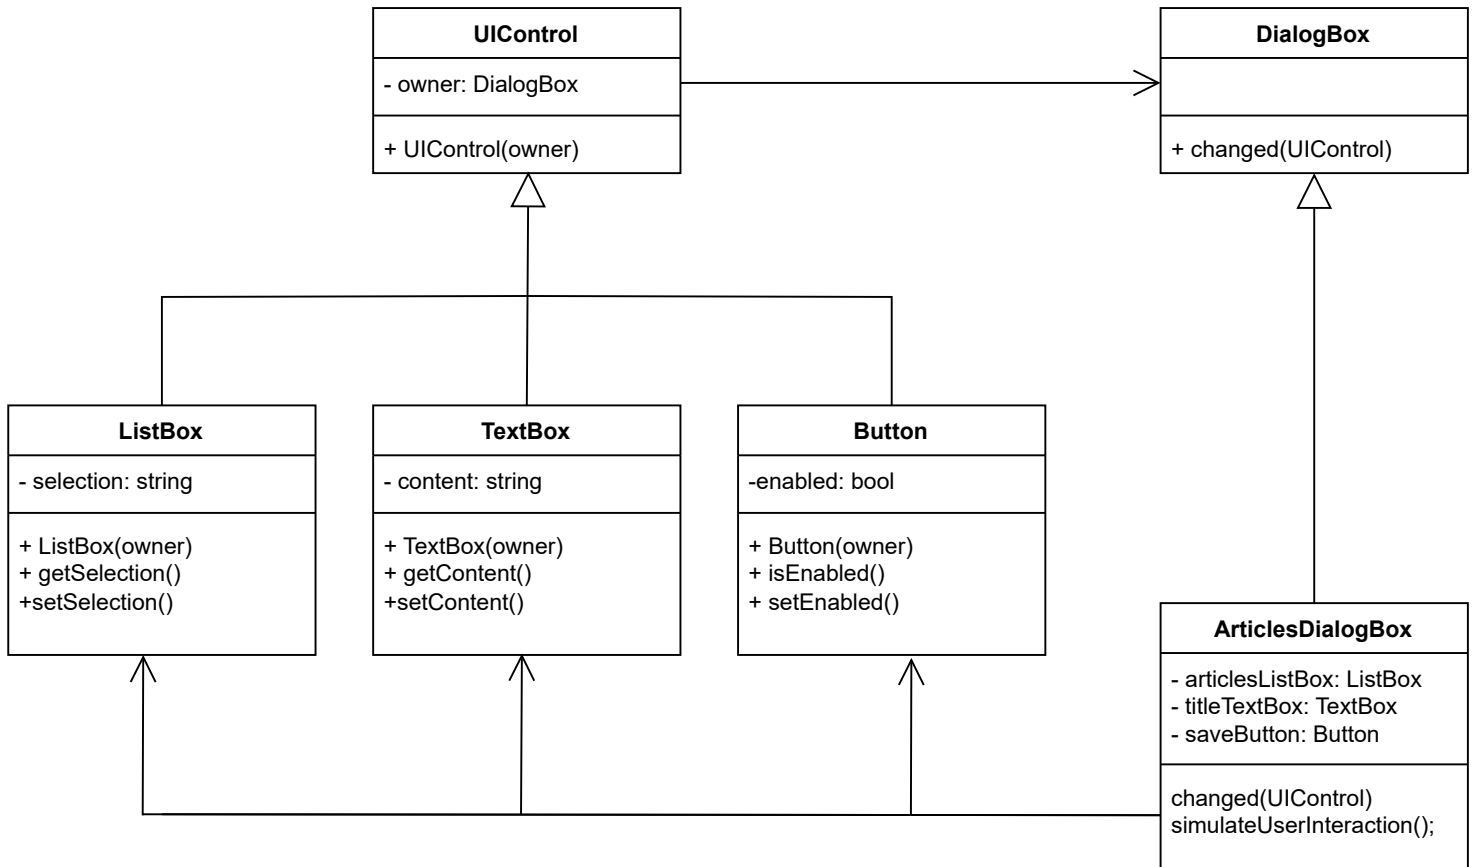 UIControl
- owner: DialogBox
+ UIControl(owner)
DialogBox
+ changed(UIControl)
ListBox
- selection: string
+ ListBox(owner)
+ getSelection()
+setSelection()
TextBox
- content: string
+ TextBox(owner)
+ getContent()
+setContent()
Button
-enabled: bool
+ Button(owner)
+ isEnabled()
+ setEnabled()
ArticlesDialogBox
- articlesListBox: ListBox
- titleTextBox: TextBox
- saveButton: Button
changed(UIControl)
simulateUserInteraction();